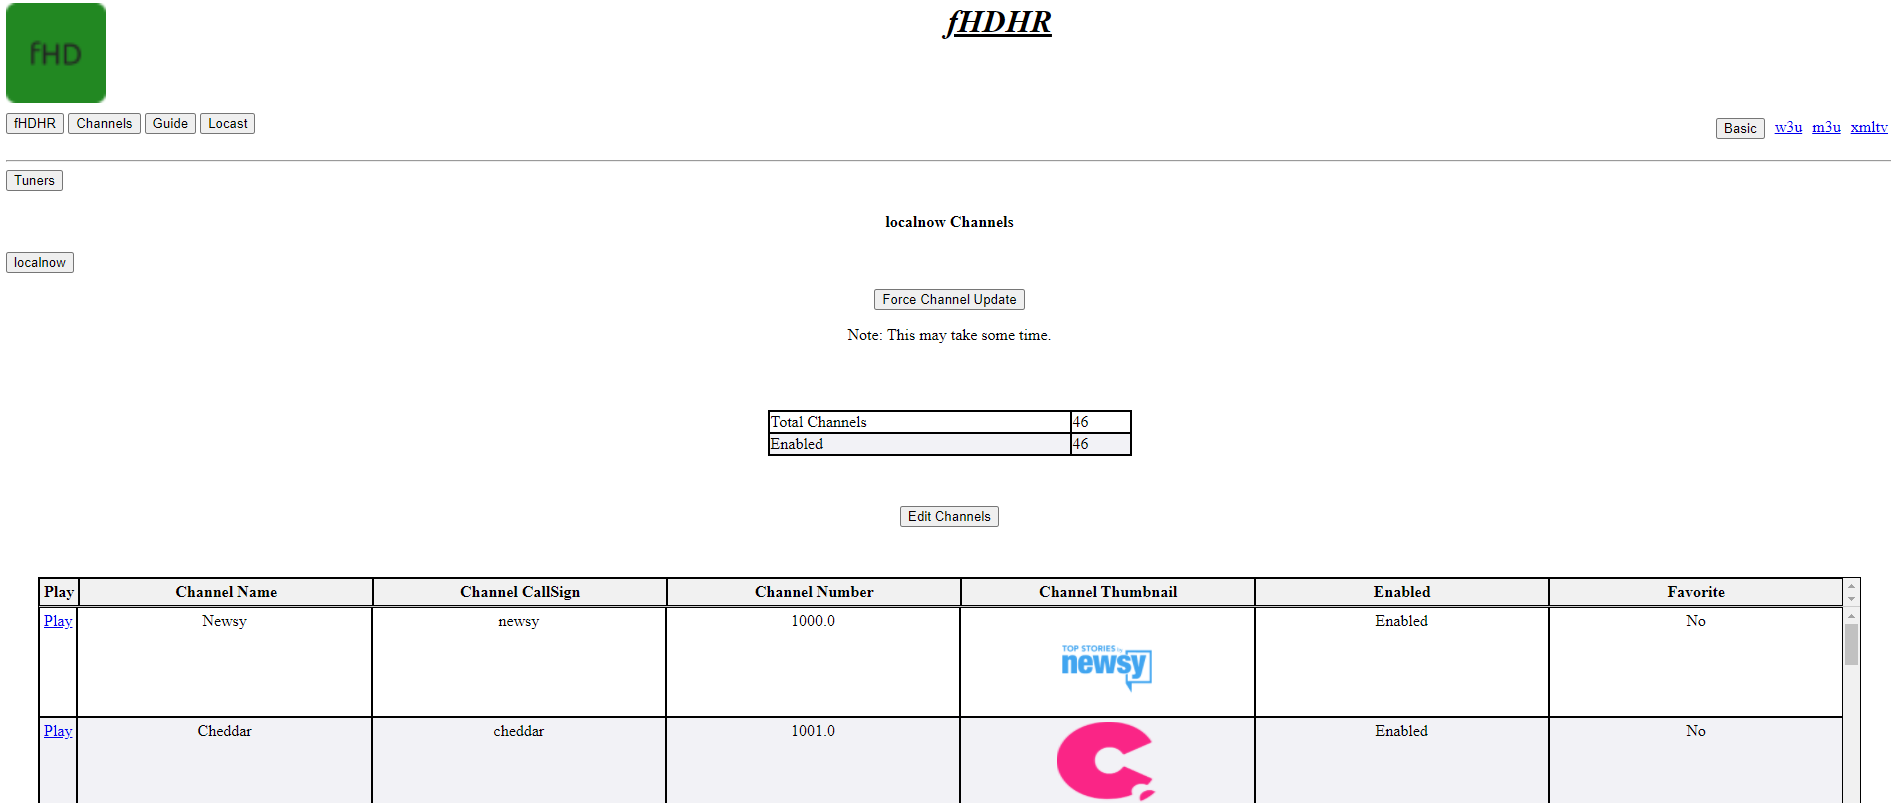 fHD
fHDHR
fHDHR Channels Guide Locast
Basic w3u m3u xmltv
Tuners
localnow Channels
localnow
Force Channel Update
Note: This may take some time.
Total Channels 46
Enabled 46
Edit Channels
Play Channel Name Channel CallSign Channel Number Channel Thumbnail Enabled Favorite
Play Newsy newsy 1000.0 Enabled No
TOP STORIES
newsy
Play Cheddar cheddar 1001.0 Enabled No